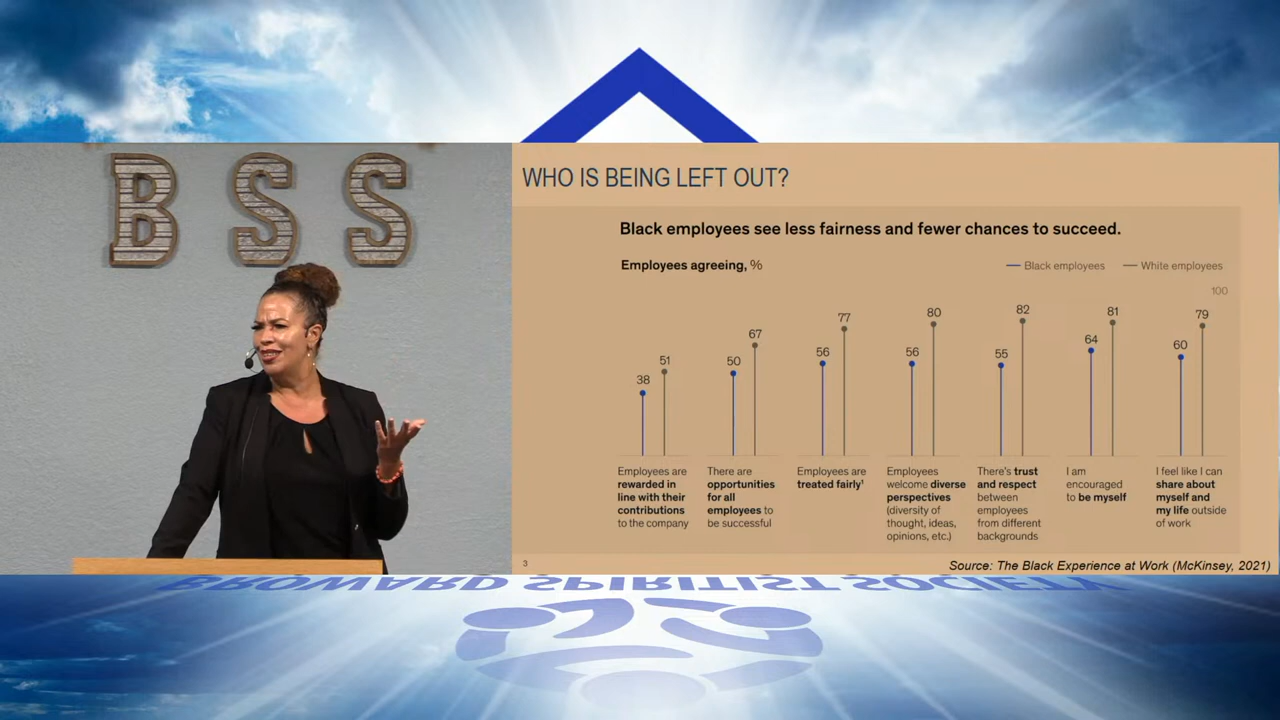 B S S
WHO IS BEING LEFT OUT?
Black employees see less fairness and fewer chances to succeed.
Employees agreeing, %
Black employees
White employees
100
38
51
50
67
56
77
56
80
55
82
64
81
60
79
Employees are
rewarded in
line with their
contributions
to the company
There are
opportunities
for all
employees to
be successful
Employees are
treated fairly¹
Employees
welcome diverse
perspectives
(diversity of
thought, ideas,
opinions, etc.)
There's trust
and respect
between
employees
from different
backgrounds
I am
encouraged
to be myself
I feel like I can
share about
myself and
my life outside
of work
3
Source: The Black Experience at Work (McKinsey, 2021)
BROWARD SPIRITIST SOCIETY